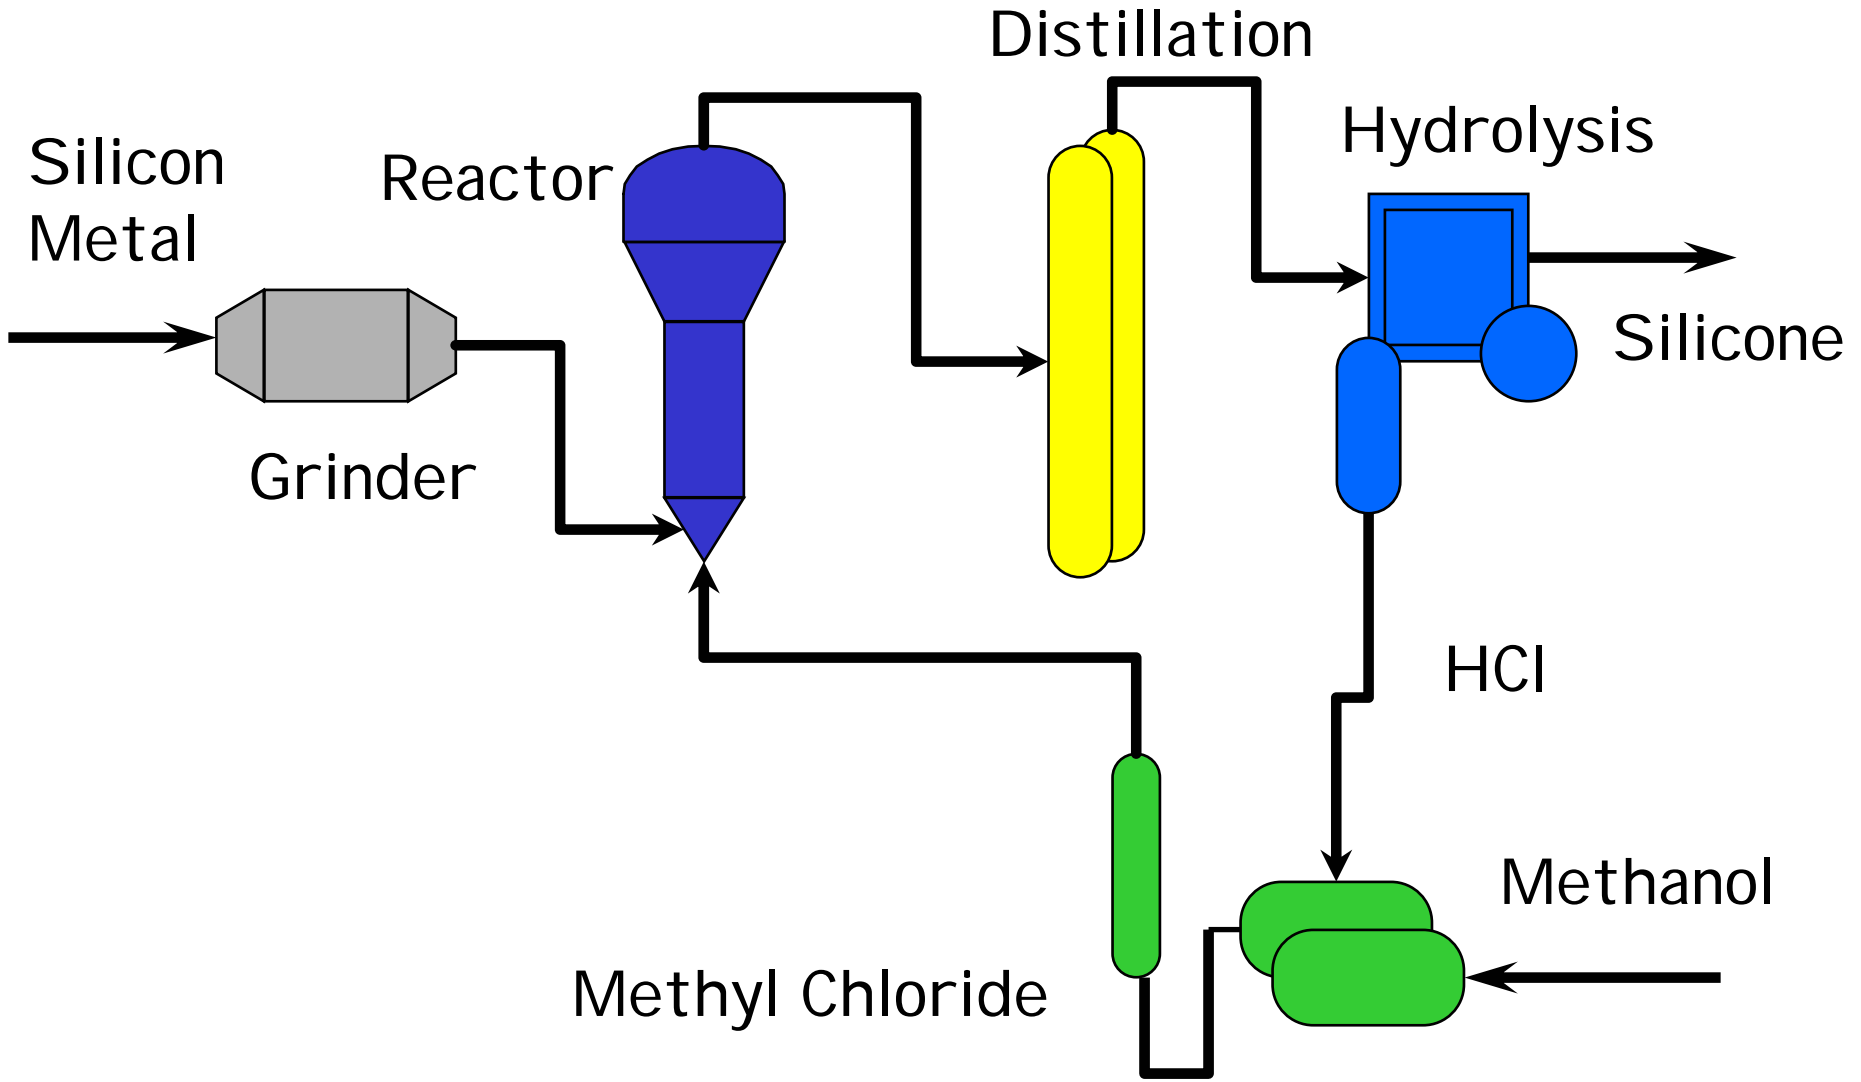 Distillation
Hydrolysis
Silicon
Metal
Reactor
Silicone
Grinder
HCl
Methanol
Methyl Chloride